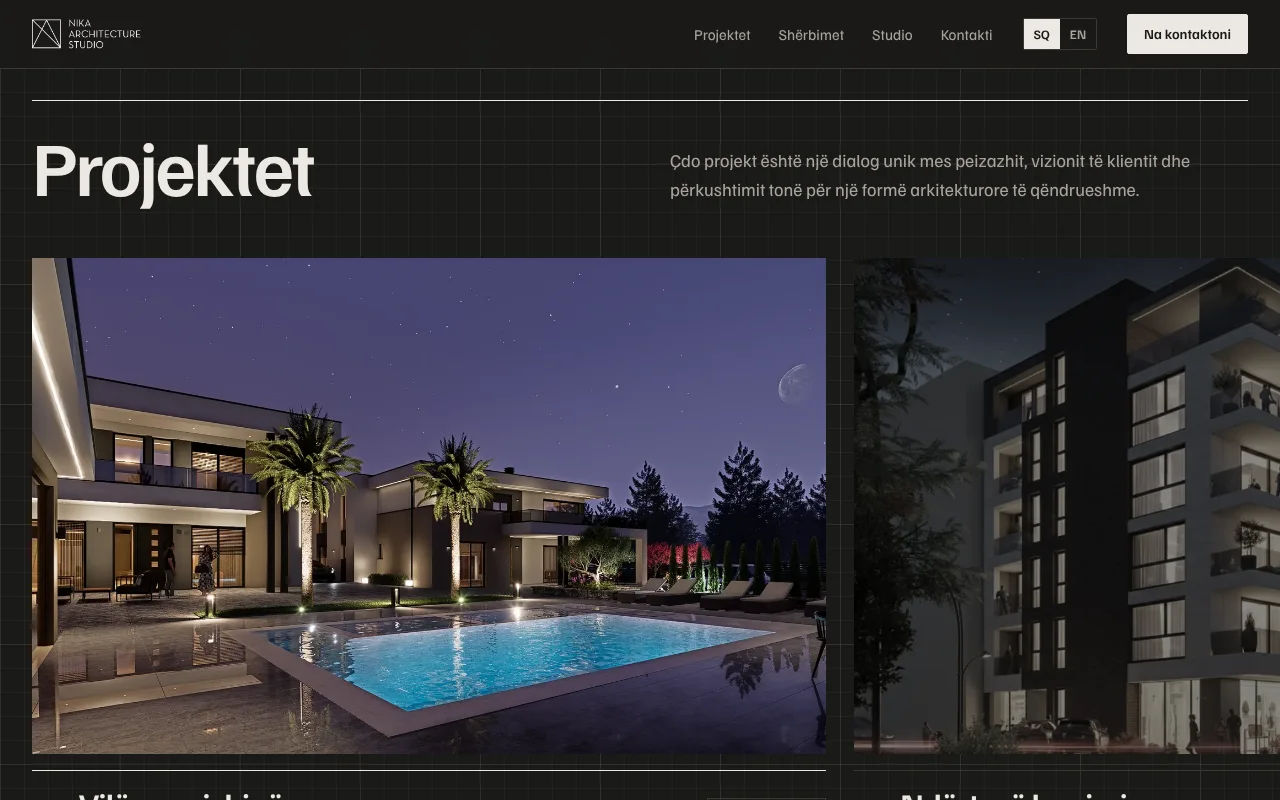 NIKA
ARCHITECTURE
STUDIO
Projektet
Shërbimet
Studio
Kontakti
SQ
EN
Na kontaktoni
Projektet
Çdo projekt është një dialog unik mes peizazhit, vizionit të klientit dhe
përkushtimit tonë për një formë arkitekturore të qëndrueshme.